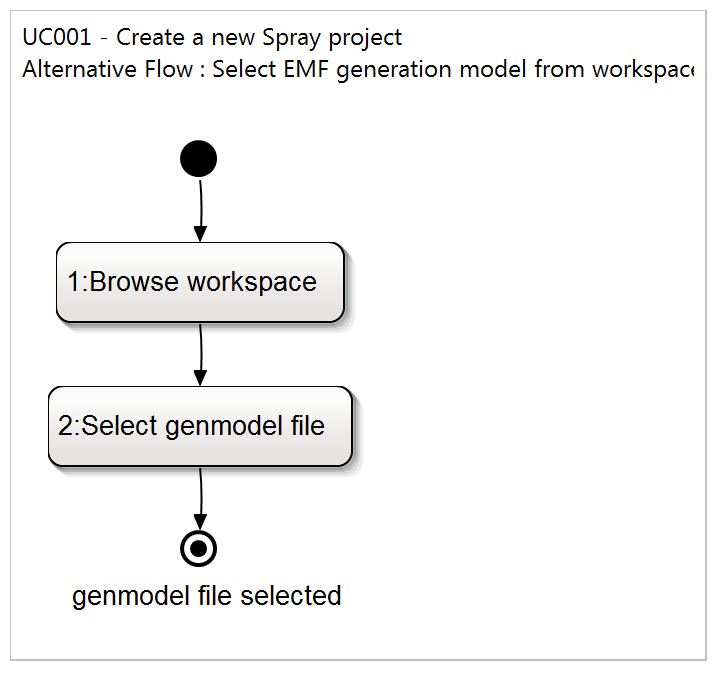 UC001 - Create a new Spray project
Alternative Flow : Select EMF generation model from workspace
1:Browse workspace
2:Select genmodel file
genmodel file selected